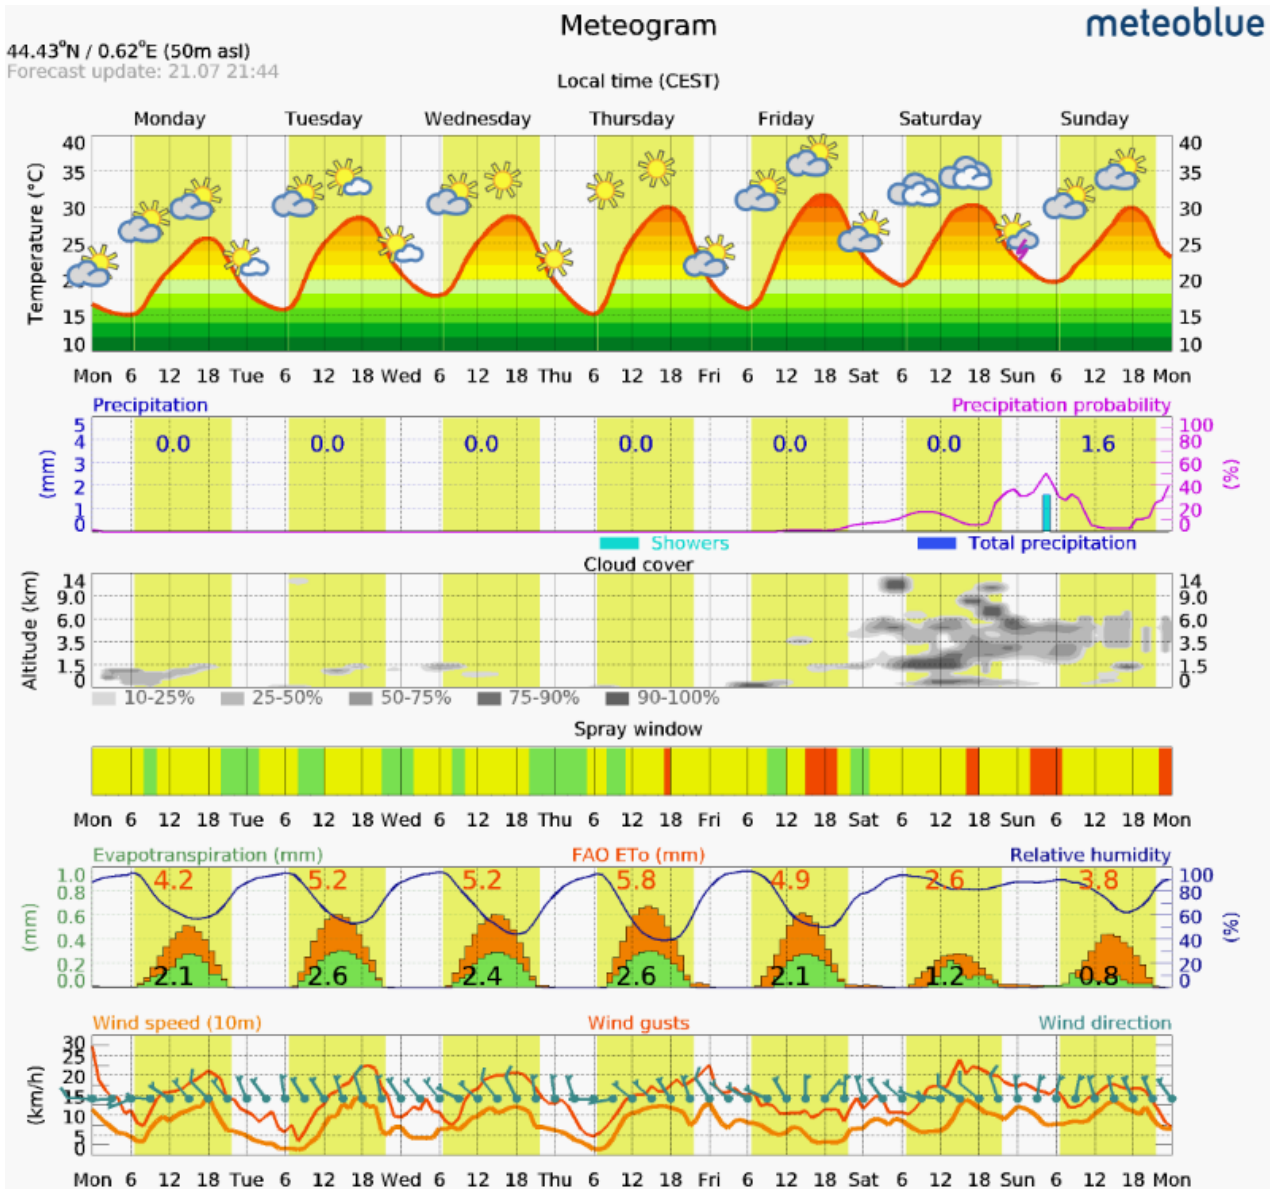 Meteogram
meteoblue
44.43°N / 0.62°E (50m asl)
Forecast update: 21.07 21:44
Local time (CEST)
Monday Tuesday Wednesday Thursday Friday Saturday Sunday
Temperature (°C)
40 40
35 35
30 30
25 25
20 20
15 15
10 10
Mon 6 12 18 Tue 6 12 18 Wed 6 12 18 Thu 6 12 18 Fri 6 12 18 Sat 6 12 18 Sun 6 12 18 Mon
Precipitation Precipitation probability
(mm) (%)
5 100
4 0.0 0.0 0.0 0.0 0.0 0.0 1.6 80
3 60
2 40
1 20
0 0
Showers Total precipitation
Cloud cover
Altitude (km)
14 14
9.0 9.0
6.0 6.0
3.5 3.5
1.5 1.5
0 0
10-25% 25-50% 50-75% 75-90% 90-100%
Spray window
Mon 6 12 18 Tue 6 12 18 Wed 6 12 18 Thu 6 12 18 Fri 6 12 18 Sat 6 12 18 Sun 6 12 18 Mon
Evapotranspiration (mm) FAO ETo (mm) Relative humidity
(mm) (%)
1.0 4.2 5.2 5.2 5.8 4.9 2.6 3.8 100
0.8 80
0.6 60
0.4 40
0.2 20
0.0 2.1 2.6 2.4 2.6 2.1 1.2 0.8 0
Wind speed (10m) Wind gusts Wind direction
(km/h) (km/h)
30 30
25 25
20 20
15 15
10 10
5 5
0 0
Mon 6 12 18 Tue 6 12 18 Wed 6 12 18 Thu 6 12 18 Fri 6 12 18 Sat 6 12 18 Sun 6 12 18 Mon